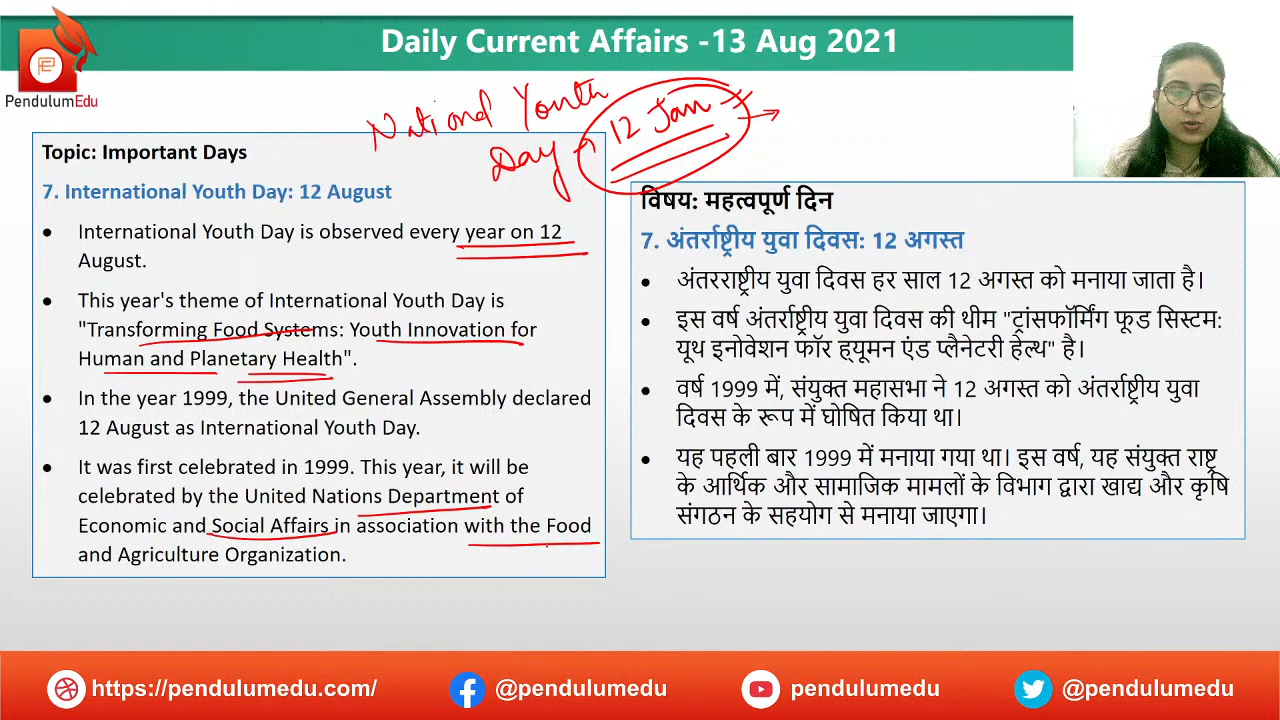 Daily Current Affairs -13 Aug 2021
PendulumEdu
National Youth
Day → 12 Jan
Topic: Important Days
7. International Youth Day: 12 August
• International Youth Day is observed every year on 12
August.
• This year's theme of International Youth Day is
"Transforming Food Systems: Youth Innovation for
Human and Planetary Health".
• In the year 1999, the United General Assembly declared
12 August as International Youth Day.
• It was first celebrated in 1999. This year, it will be
celebrated by the United Nations Department of
Economic and Social Affairs in association with the Food
and Agriculture Organization.
विषय: महत्वपूर्ण दिन
7. अंतर्राष्ट्रीय युवा दिवस: 12 अगस्त
• अंतरराष्ट्रीय युवा दिवस हर साल 12 अगस्त को मनाया जाता है।
• इस वर्ष अंतर्राष्ट्रीय युवा दिवस की थीम "ट्रांसफॉर्मिंग फूड सिस्टम:
यूथ इनोवेशन फॉर ह्यूमन एंड प्लैनेटरी हेल्थ" है।
• वर्ष 1999 में, संयुक्त महासभा ने 12 अगस्त को अंतर्राष्ट्रीय युवा
दिवस के रूप में घोषित किया था।
• यह पहली बार 1999 में मनाया गया था। इस वर्ष, यह संयुक्त राष्ट्र
के आर्थिक और सामाजिक मामलों के विभाग द्वारा खाद्य और कृषि
संगठन के सहयोग से मनाया जाएगा।
https://pendulumedu.com/
@pendulumedu
pendulumedu
@pendulumedu